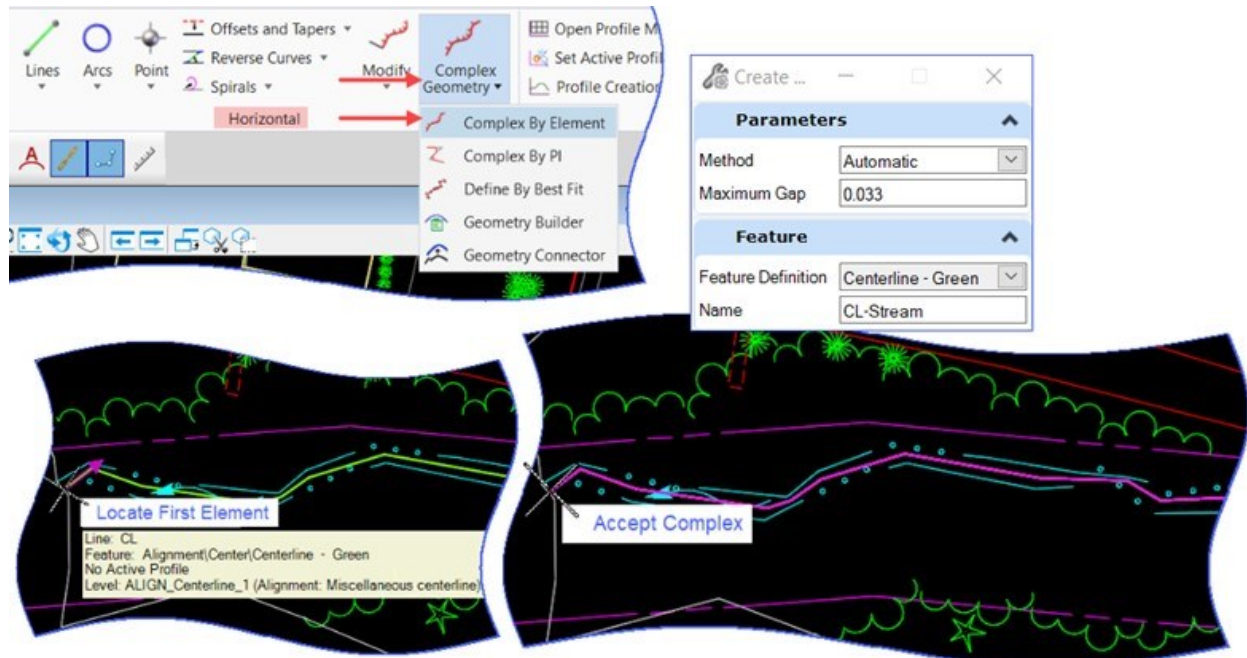 Lines
Arcs
Point
Offsets and Tapers
Reverse Curves
Spirals
Horizontal
Modify
Complex
Geometry
Open Profile M
Set Active Profil
Profile Creation
Complex By Element
Complex By PI
Define By Best Fit
Geometry Builder
Geometry Connector
A
Create ...
Parameters
Method Automatic
Maximum Gap 0.033
Feature
Feature Definition Centerline - Green
Name CL-Stream
Locate First Element
Line: CL
Feature: Alignment\Center\Centerline - Green
No Active Profile
Level: ALIGN_Centerline_1 (Alignment: Miscellaneous centerline)
Accept Complex